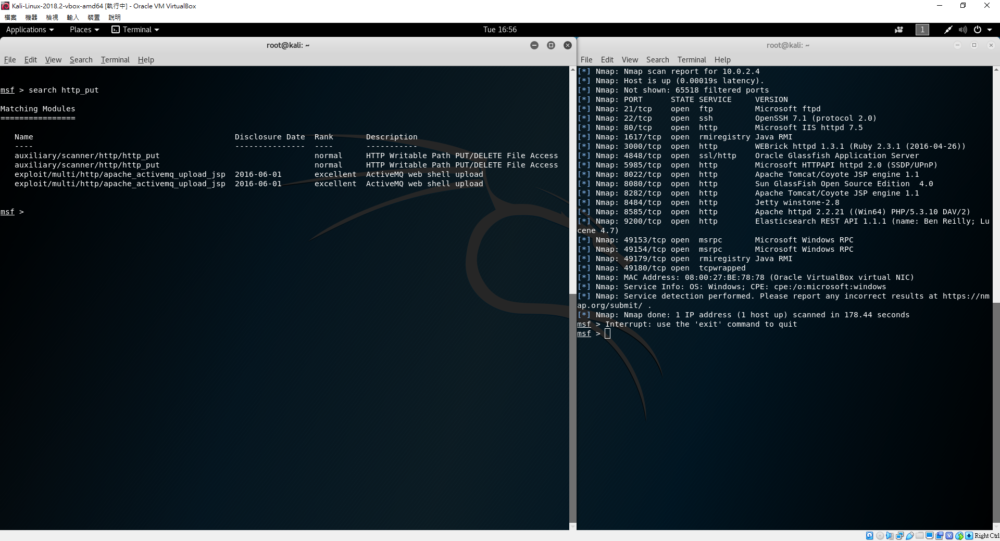 Kali-Linux-2018.2-vbox-amd64 [執行中] - Oracle VM VirtualBox
檔案 機器 檢視 輸入 裝置 說明
Applications Places Terminal Tue 16:56 1
root@kali: ~
File Edit View Search Terminal Help
msf > search http_put
Matching Modules
================
Name Disclosure Date Rank Description
---- --------------- ---- -----------
auxiliary/scanner/http/http_put normal HTTP Writable Path PUT/DELETE File Access
auxiliary/scanner/http/http_put normal HTTP Writable Path PUT/DELETE File Access
exploit/multi/http/apache_activemq_upload_jsp 2016-06-01 excellent ActiveMQ web shell upload
exploit/multi/http/apache_activemq_upload_jsp 2016-06-01 excellent ActiveMQ web shell upload
msf >
root@kali: ~
File Edit View Search Terminal Help
[*] Nmap: Nmap scan report for 10.0.2.4
[*] Nmap: Host is up (0.00019s latency).
[*] Nmap: Not shown: 65518 filtered ports
[*] Nmap: PORT STATE SERVICE VERSION
[*] Nmap: 21/tcp open ftp Microsoft ftpd
[*] Nmap: 22/tcp open ssh OpenSSH 7.1 (protocol 2.0)
[*] Nmap: 80/tcp open http Microsoft IIS httpd 7.5
[*] Nmap: 1617/tcp open rmiregistry Java RMI
[*] Nmap: 3000/tcp open http WEBrick httpd 1.3.1 (Ruby 2.3.1 (2016-04-26))
[*] Nmap: 4848/tcp open ssl/http Oracle Glassfish Application Server
[*] Nmap: 5985/tcp open http Microsoft HTTPAPI httpd 2.0 (SSDP/UPnP)
[*] Nmap: 8022/tcp open http Apache Tomcat/Coyote JSP engine 1.1
[*] Nmap: 8080/tcp open http Sun GlassFish Open Source Edition 4.0
[*] Nmap: 8282/tcp open http Apache Tomcat/Coyote JSP engine 1.1
[*] Nmap: 8484/tcp open http Jetty winstone-2.8
[*] Nmap: 8585/tcp open http Apache httpd 2.2.21 ((Win64) PHP/5.3.10 DAV/2)
[*] Nmap: 9200/tcp open http Elasticsearch REST API 1.1.1 (name: Ben Reilly; Lu
cene 4.7)
[*] Nmap: 49153/tcp open msrpc Microsoft Windows RPC
[*] Nmap: 49154/tcp open msrpc Microsoft Windows RPC
[*] Nmap: 49179/tcp open rmiregistry Java RMI
[*] Nmap: 49180/tcp open tcpwrapped
[*] Nmap: MAC Address: 08:00:27:BE:78:78 (Oracle VirtualBox virtual NIC)
[*] Nmap: Service Info: OS: Windows; CPE: cpe:/o:microsoft:windows
[*] Nmap: Service detection performed. Please report any incorrect results at https://nm
ap.org/submit/ .
[*] Nmap: Nmap done: 1 IP address (1 host up) scanned in 178.44 seconds
msf > Interrupt: use the 'exit' command to quit
msf >
Right Ctrl